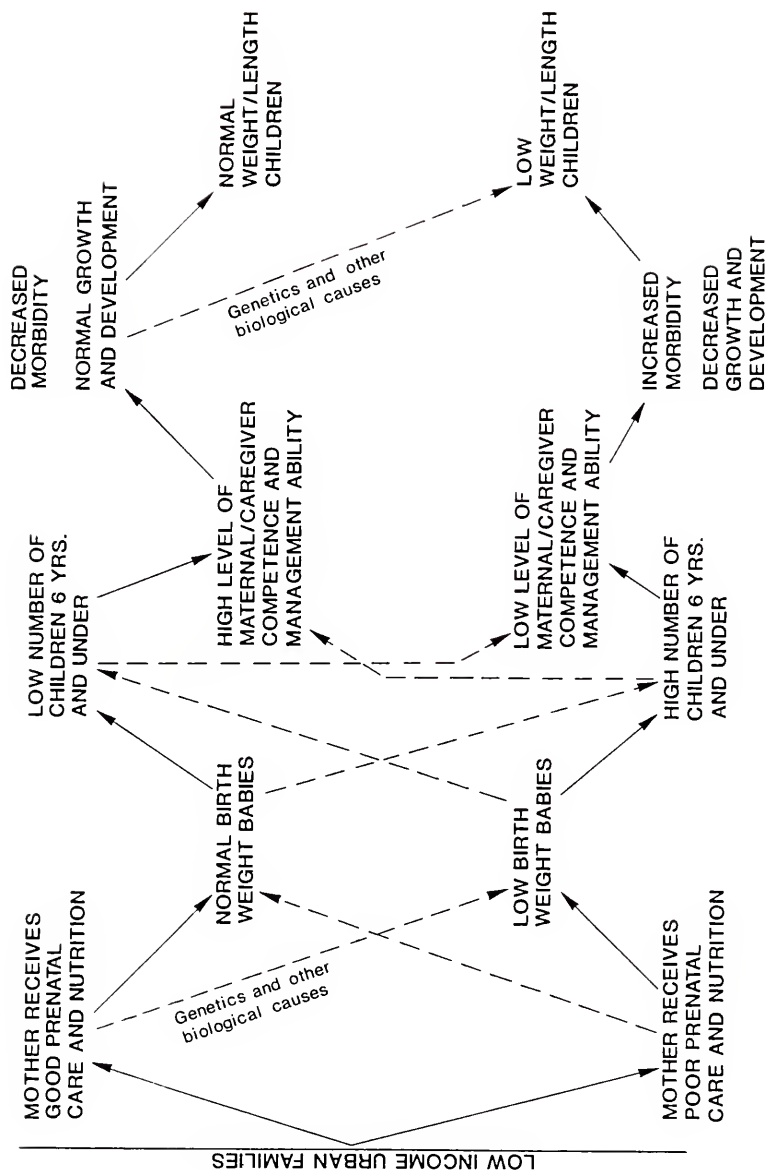 LOW INCOME URBAN FAMILIES
MOTHER RECEIVES
GOOD PRENATAL
CARE AND NUTRITION
Genetics and other
biological causes
MOTHER RECEIVES
POOR PRENATAL
CARE AND NUTRITION
NORMAL BIRTH
WEIGHT BABIES
LOW BIRTH
WEIGHT BABIES
LOW NUMBER OF
CHILDREN 6 YRS.
AND UNDER
HIGH NUMBER OF
CHILDREN 6 YRS.
AND UNDER
HIGH LEVEL OF
MATERNAL/CAREGIVER
COMPETENCE AND
MANAGEMENT ABILITY
LOW LEVEL OF
MATERNAL/CAREGIVER
COMPETENCE AND
MANAGEMENT ABILITY
DECREASED
MORBIDITY
NORMAL GROWTH
AND DEVELOPMENT
Genetics and other
biological causes
INCREASED
MORBIDITY
DECREASED
GROWTH AND
DEVELOPMENT
NORMAL
WEIGHT/LENGTH
CHILDREN
LOW
WEIGHT/LENGTH
CHILDREN